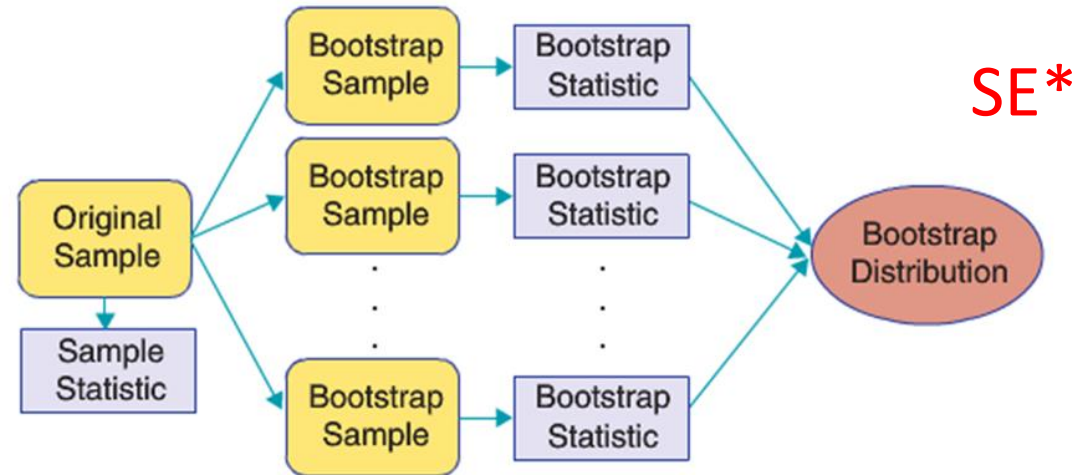 Bootstrap
Sample
Bootstrap
Statistic
SE*
Bootstrap
Sample
Bootstrap
Statistic
Original
Sample
Bootstrap
Distribution
Sample
Statistic
Bootstrap
Sample
Bootstrap
Statistic